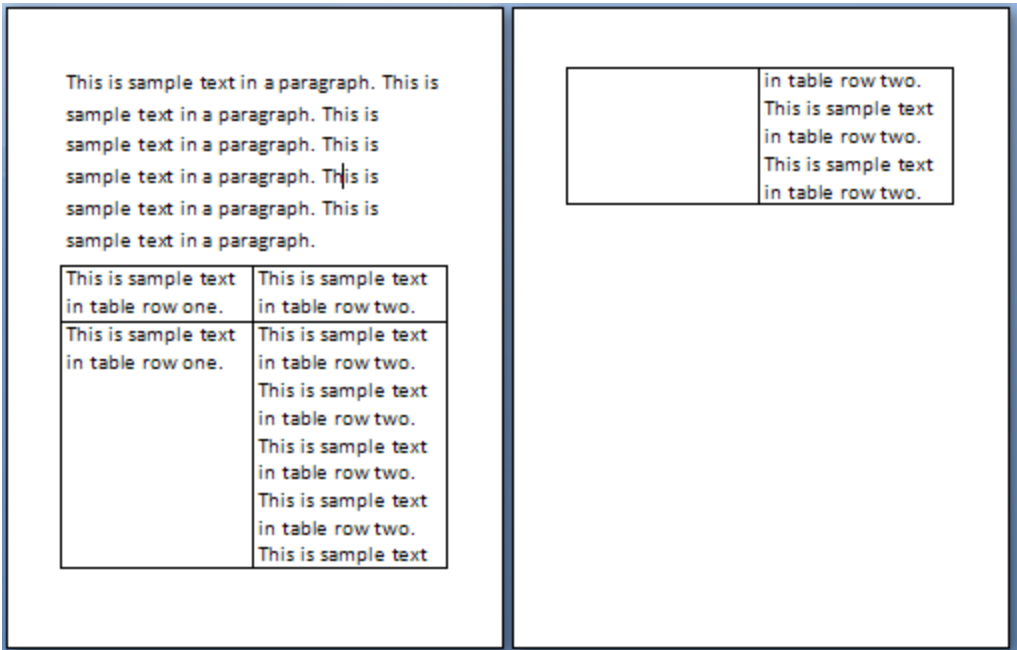 This is sample text in a paragraph. This is
sample text in a paragraph. This is
sample text in a paragraph. This is
sample text in a paragraph. This is
sample text in a paragraph. This is
sample text in a paragraph.
This is sample text
in table row one.
This is sample text
in table row two.
This is sample text
in table row one.
This is sample text
in table row two.
This is sample text
in table row two.
This is sample text
in table row two.
This is sample text
in table row two.
This is sample text
in table row two.
This is sample text
in table row two.
This is sample text
in table row two.